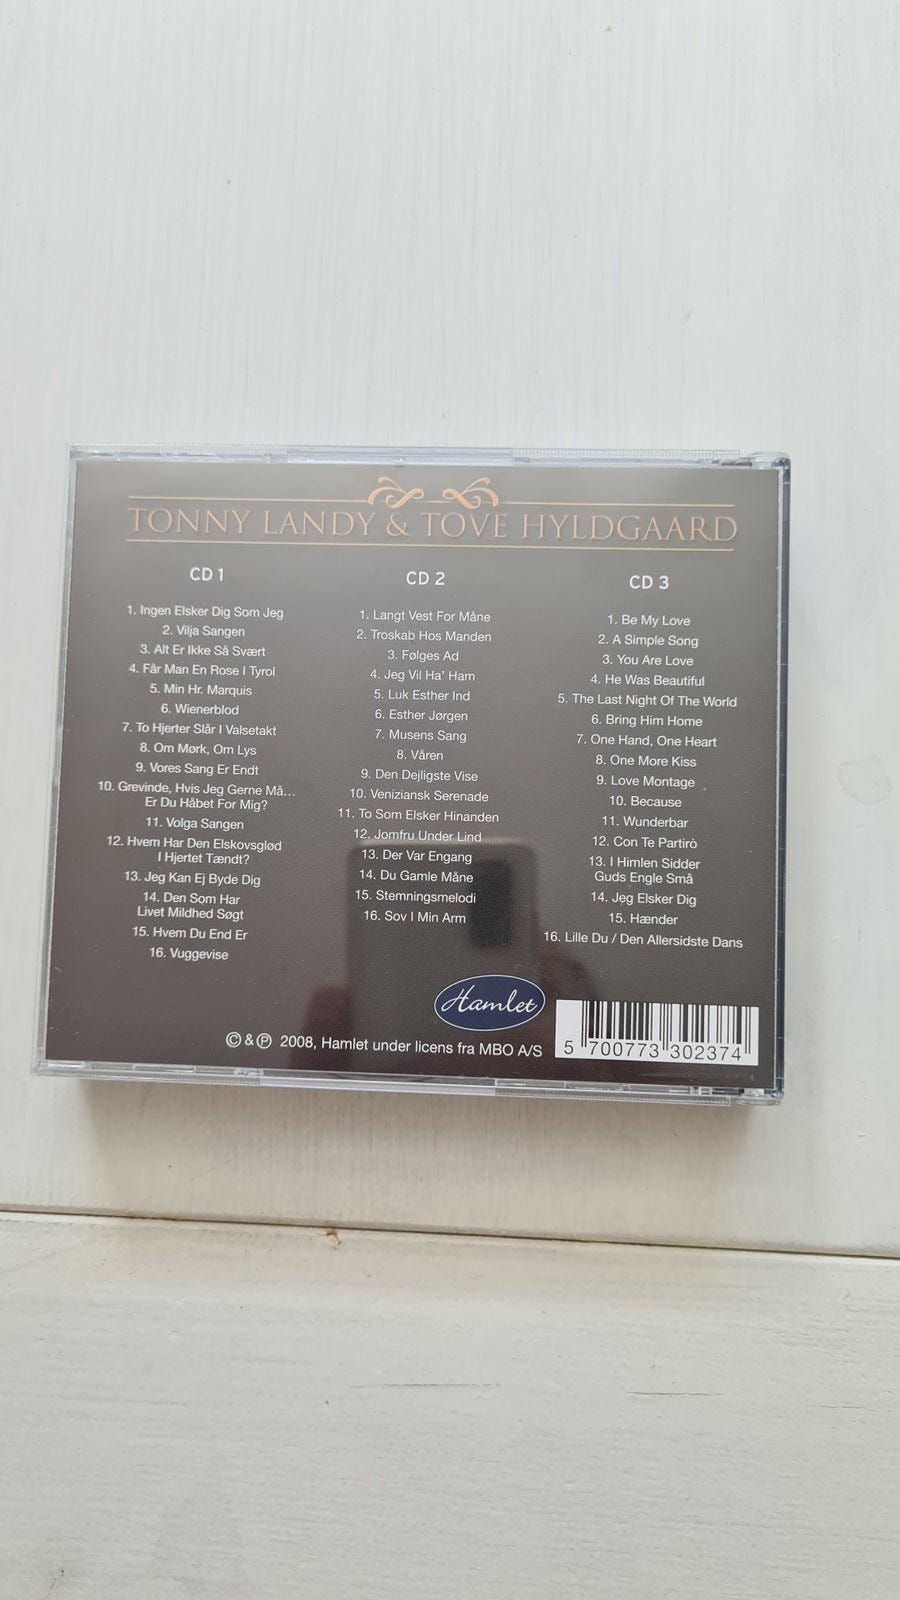 TONNY LANDY & TOVE HYLDGAARD
CD 1
1. Ingen Elsker Dig Som Jeg
2. Vilja Sangen
3. Alt Er Ikke Så Svært
4. Får Man En Rose I Tyrol
5. Min Hr. Marquis
6. Wienerblod
7. To Hjerter Slår I Valsetakt
8. Om Mørk, Om Lys
9. Vores Sang Er Endt
10. Grevinde, Hvis Jeg Gerne Må...
Er Du Håbet For Mig?
11. Volga Sangen
12. Hvem Har Den Elskovsglød
I Hjertet Tændt?
13. Jeg Kan Ej Byde Dig
14. Den Som Har
Livet Mildhed Søgt
15. Hvem Du End Er
16. Vuggevise
CD 2
1. Langt Vest For Måne
2. Troskab Hos Manden
3. Følges Ad
4. Jeg Vil Ha' Ham
5. Luk Esther Ind
6. Esther Jørgen
7. Musens Sang
8. Våren
9. Den Dejligste Vise
10. Veniziansk Serenade
11. To Som Elsker Hinanden
12. Jomfru Under Lind
13. Der Var Engang
14. Du Gamle Måne
15. Stemningsmelodi
16. Sov I Min Arm
CD 3
1. Be My Love
2. A Simple Song
3. You Are Love
4. He Was Beautiful
5. The Last Night Of The World
6. Bring Him Home
7. One Hand, One Heart
8. One More Kiss
9. Love Montage
10. Because
11. Wunderbar
12. Con Te Partirò
13. I Himlen Sidder
Guds Engle Små
14. Jeg Elsker Dig
15. Hænder
16. Lille Du / Den Allersidste Dans
Hamlet
© & ℗ 2008, Hamlet under licens fra MBO A/S
5 700773 302374